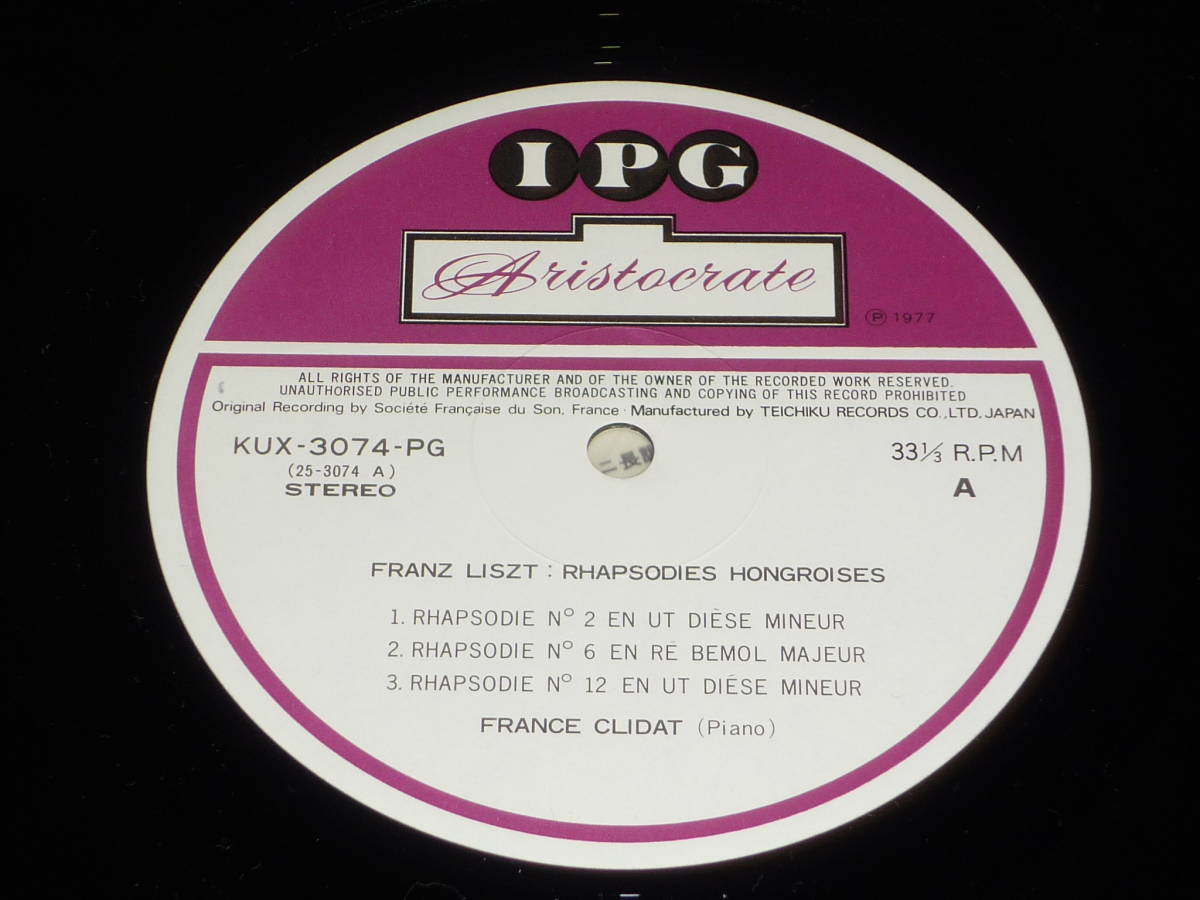 IPG
Aristocrate
Ⓟ 1977
ALL RIGHTS OF THE MANUFACTURER AND OF THE OWNER OF THE RECORDED WORK RESERVED.
UNAUTHORISED PUBLIC PERFORMANCE BROADCASTING AND COPYING OF THIS RECORD PROHIBITED
Original Recording by Société Française du Son, France · Manufactured by TEICHIKU RECORDS CO.,LTD, JAPAN
KUX-3074-PG
33⅓ R.P.M
(25-3074 A)
STEREO
A
FRANZ LISZT : RHAPSODIES HONGROISES
1. RHAPSODIE Nº 2 EN UT DIÈSE MINEUR
2. RHAPSODIE Nº 6 EN RÉ BEMOL MAJEUR
3. RHAPSODIE Nº 12 EN UT DIÉSE MINEUR
FRANCE CLIDAT (Piano)